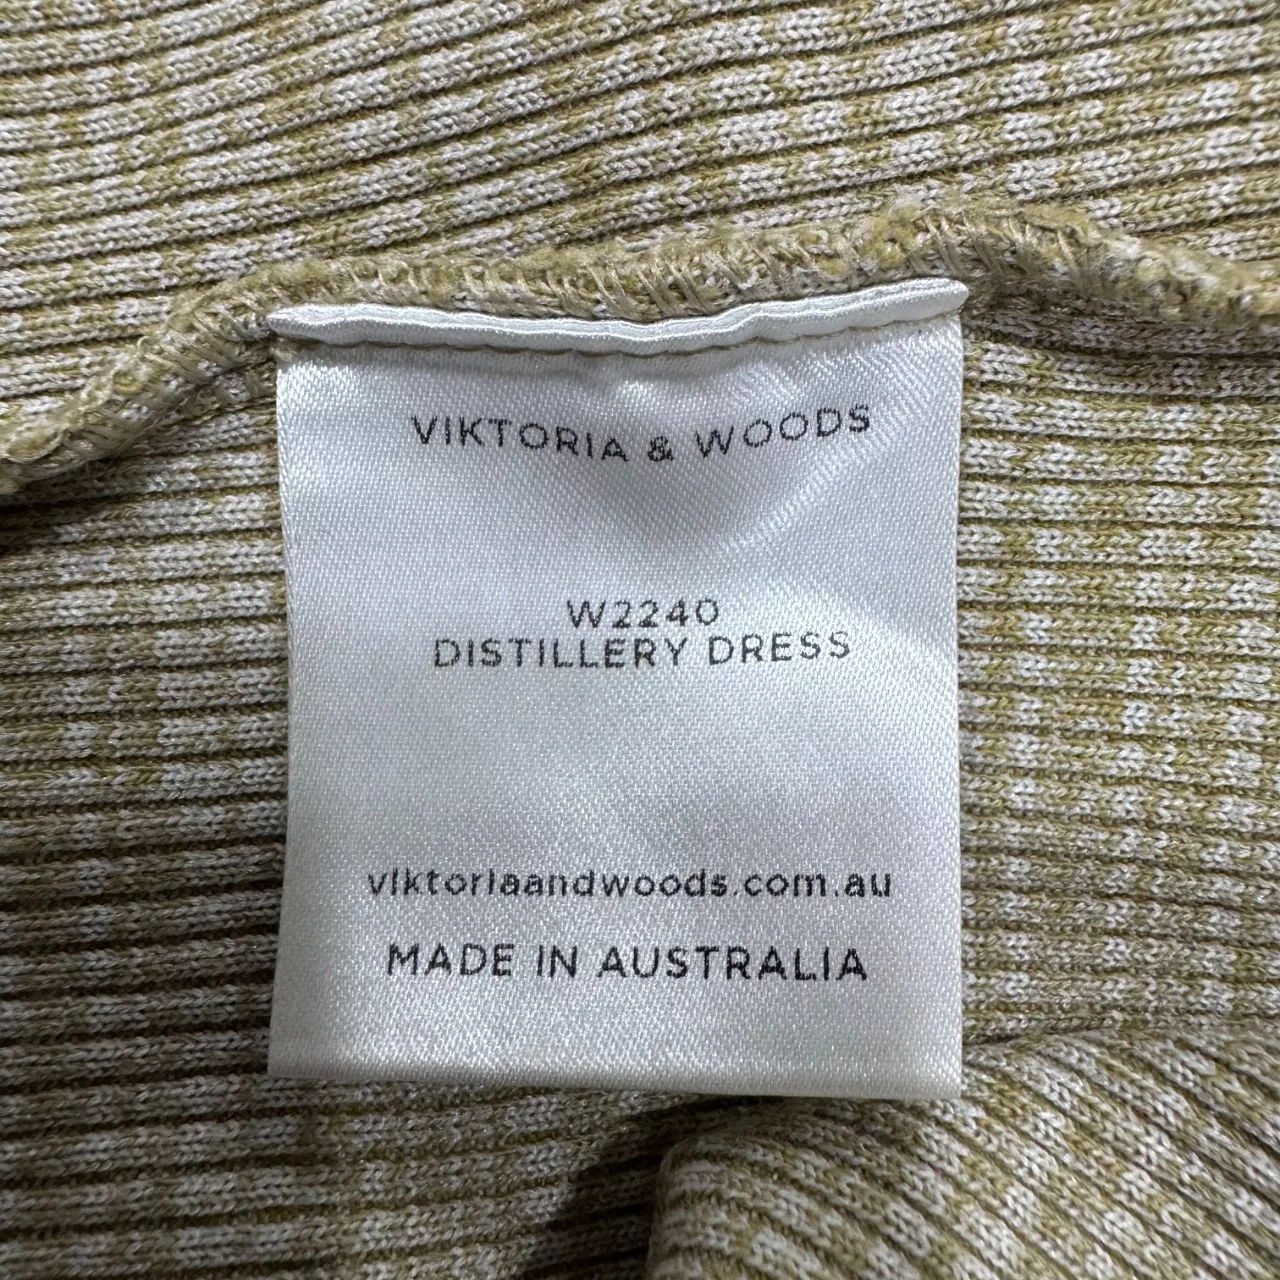 VIKTORIA & WOODS
W2240
DISTILLERY DRESS
viktoriaandwoods.com.au
MADE IN AUSTRALIA